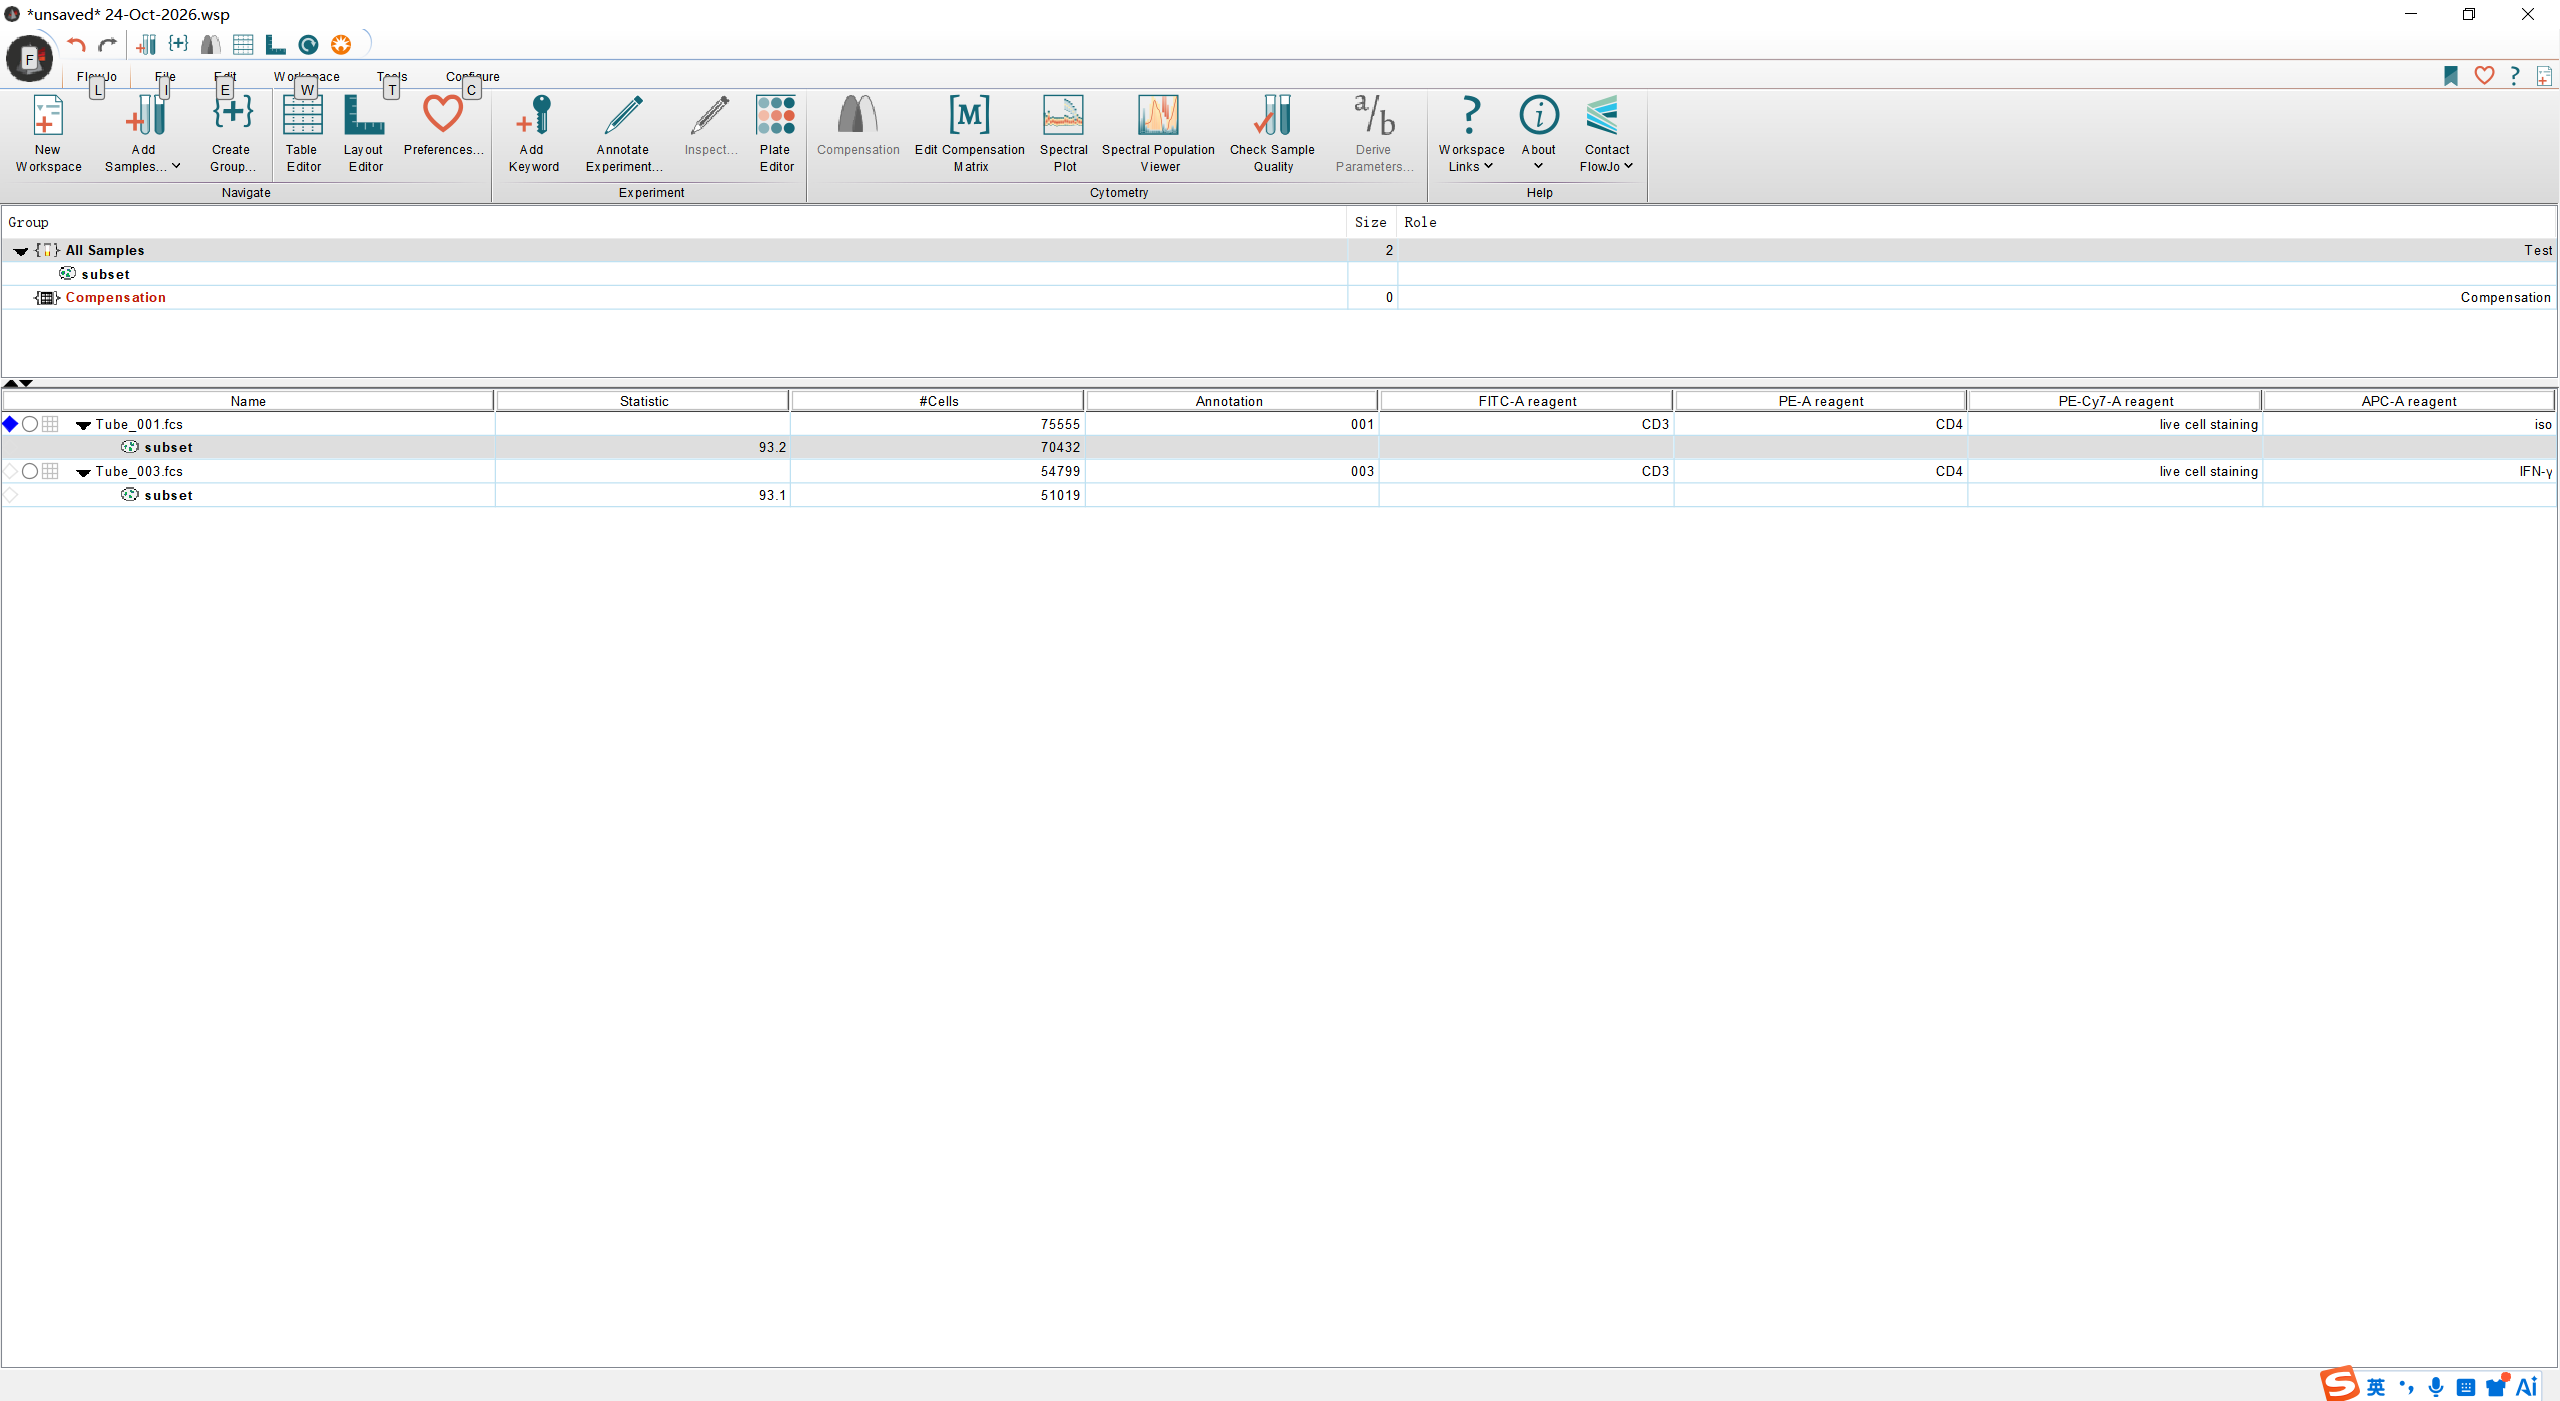 *unsaved* 24-Oct-2026.wsp
F
FlowJo File Edit Workspace Tools Configure
L I E W T C
New Workspace
Add Samples...
Create Group...
Table Editor
Layout Editor
Preferences...
Add Keyword
Annotate Experiment...
Inspect...
Plate Editor
Compensation
Edit Compensation Matrix
Spectral Plot
Spectral Population Viewer
Check Sample Quality
a/b
Derive Parameters...
Workspace Links
About
Contact FlowJo
Navigate Experiment Cytometry Help
Group Size Role
All Samples 2 Test
subset
Compensation 0 Compensation
Name Statistic #Cells Annotation FITC-A reagent PE-A reagent PE-Cy7-A reagent APC-A reagent
Tube_001.fcs 75555 001 CD3 CD4 live cell staining iso
subset 93.2 70432
Tube_003.fcs 54799 003 CD3 CD4 live cell staining IFN-γ
subset 93.1 51019
S 英 Ai